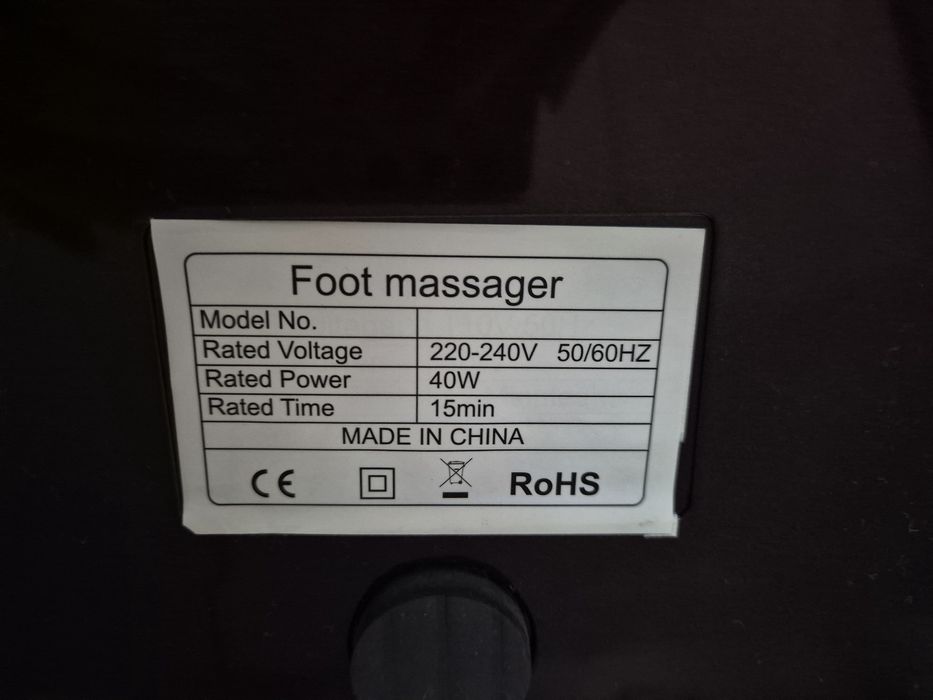 Foot massager
Model No.
Rated Voltage 220-240V 50/60HZ
Rated Power 40W
Rated Time 15min
MADE IN CHINA
CE RoHS